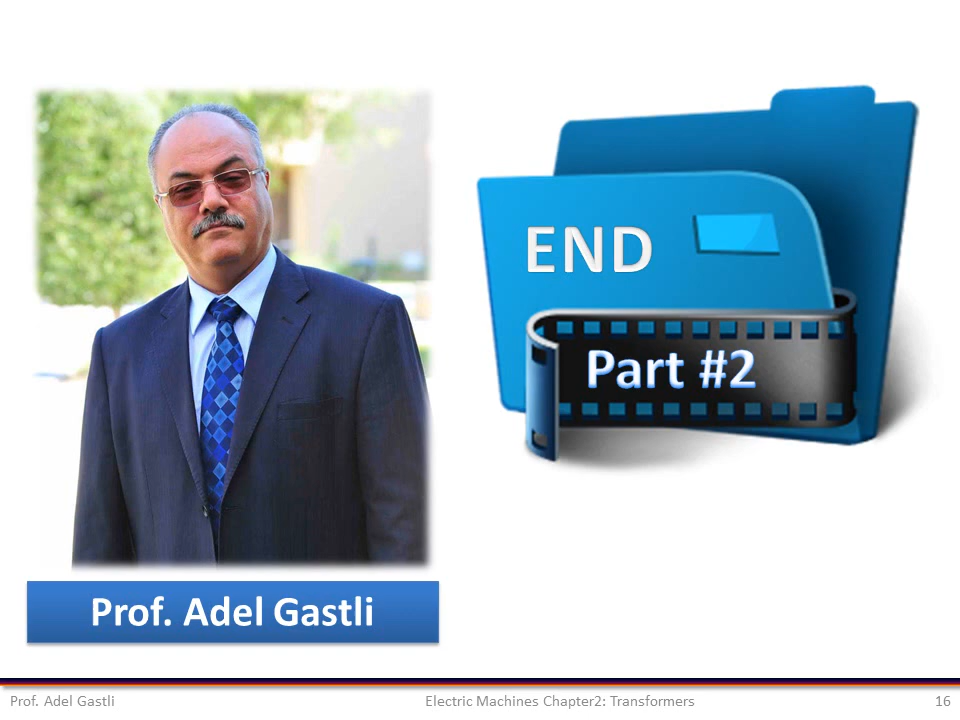 END
Part #2
Prof. Adel Gastli
Prof. Adel Gastli
Electric Machines Chapter2: Transformers
16